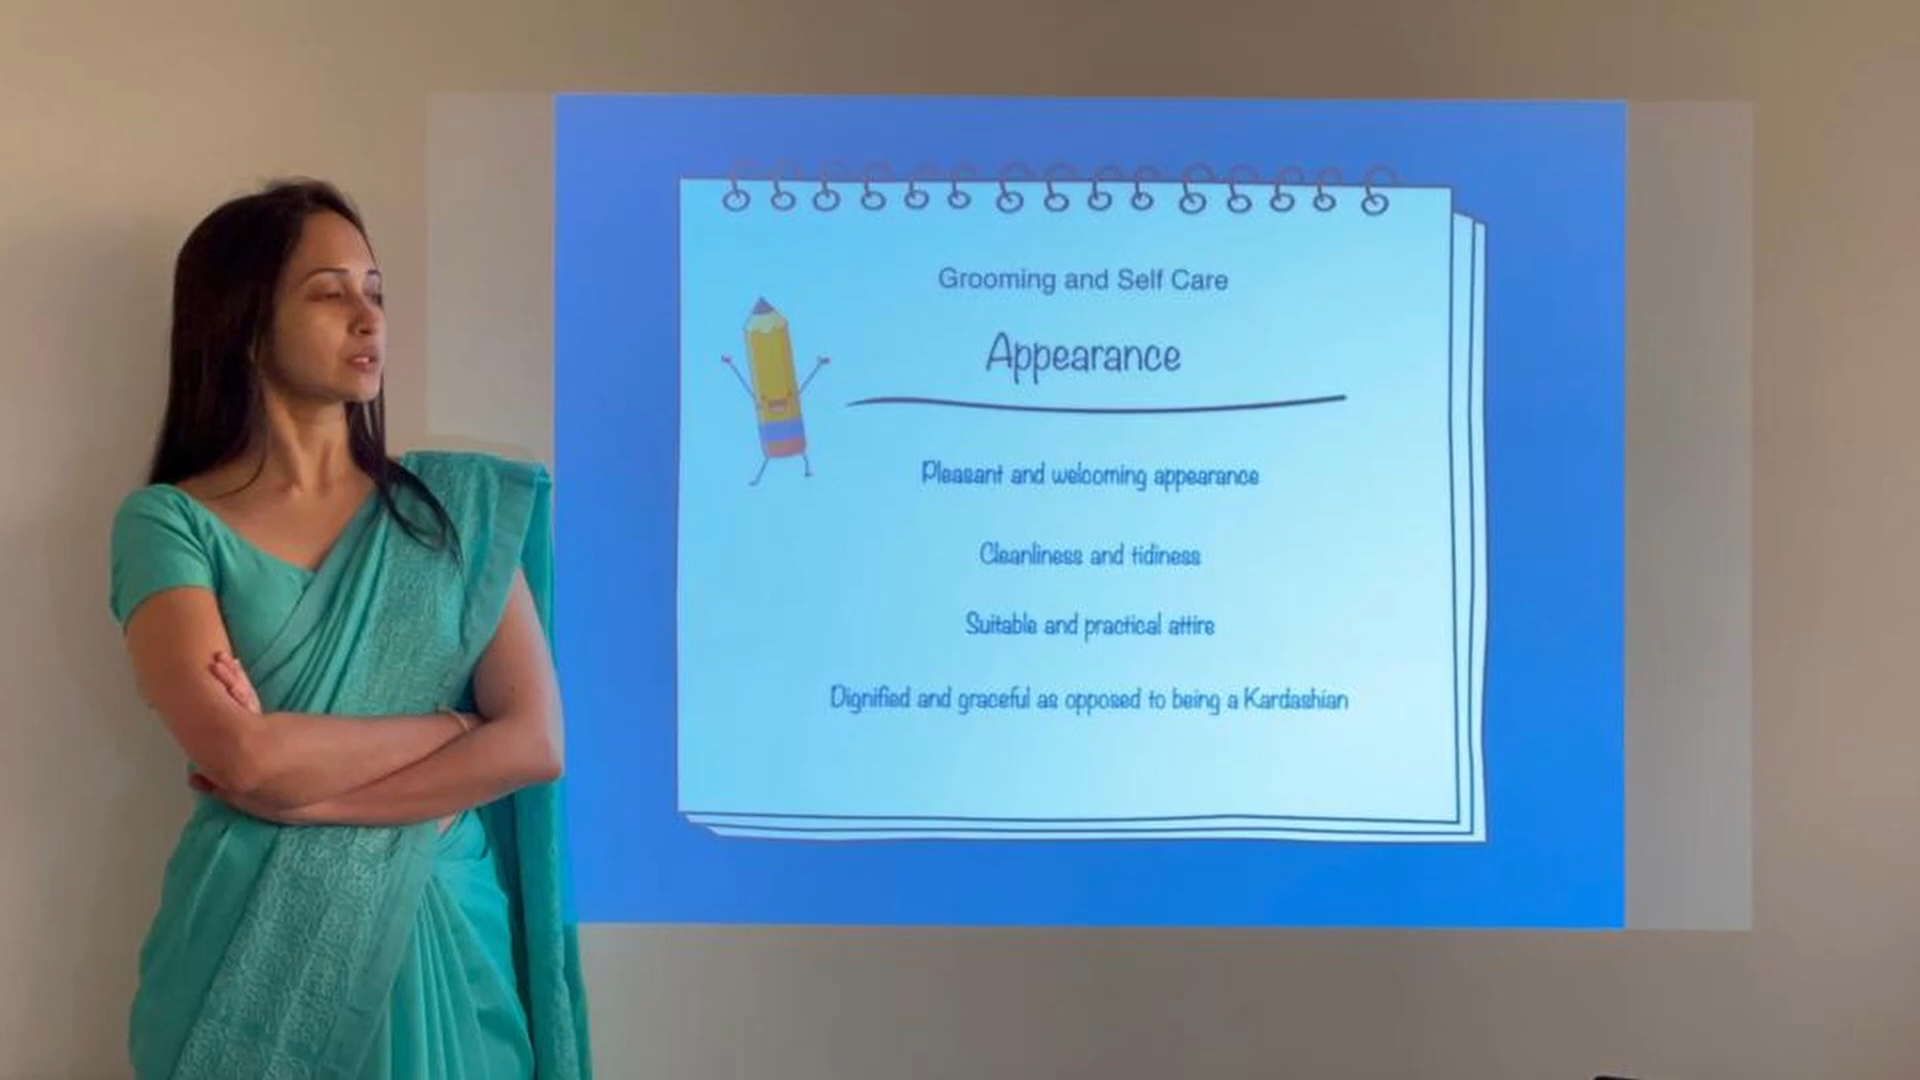 Grooming and Self Care
Appearance
Pleasant and welcoming appearance
Cleanliness and tidiness
Suitable and practical attire
Dignified and graceful as opposed to being a Kardashian